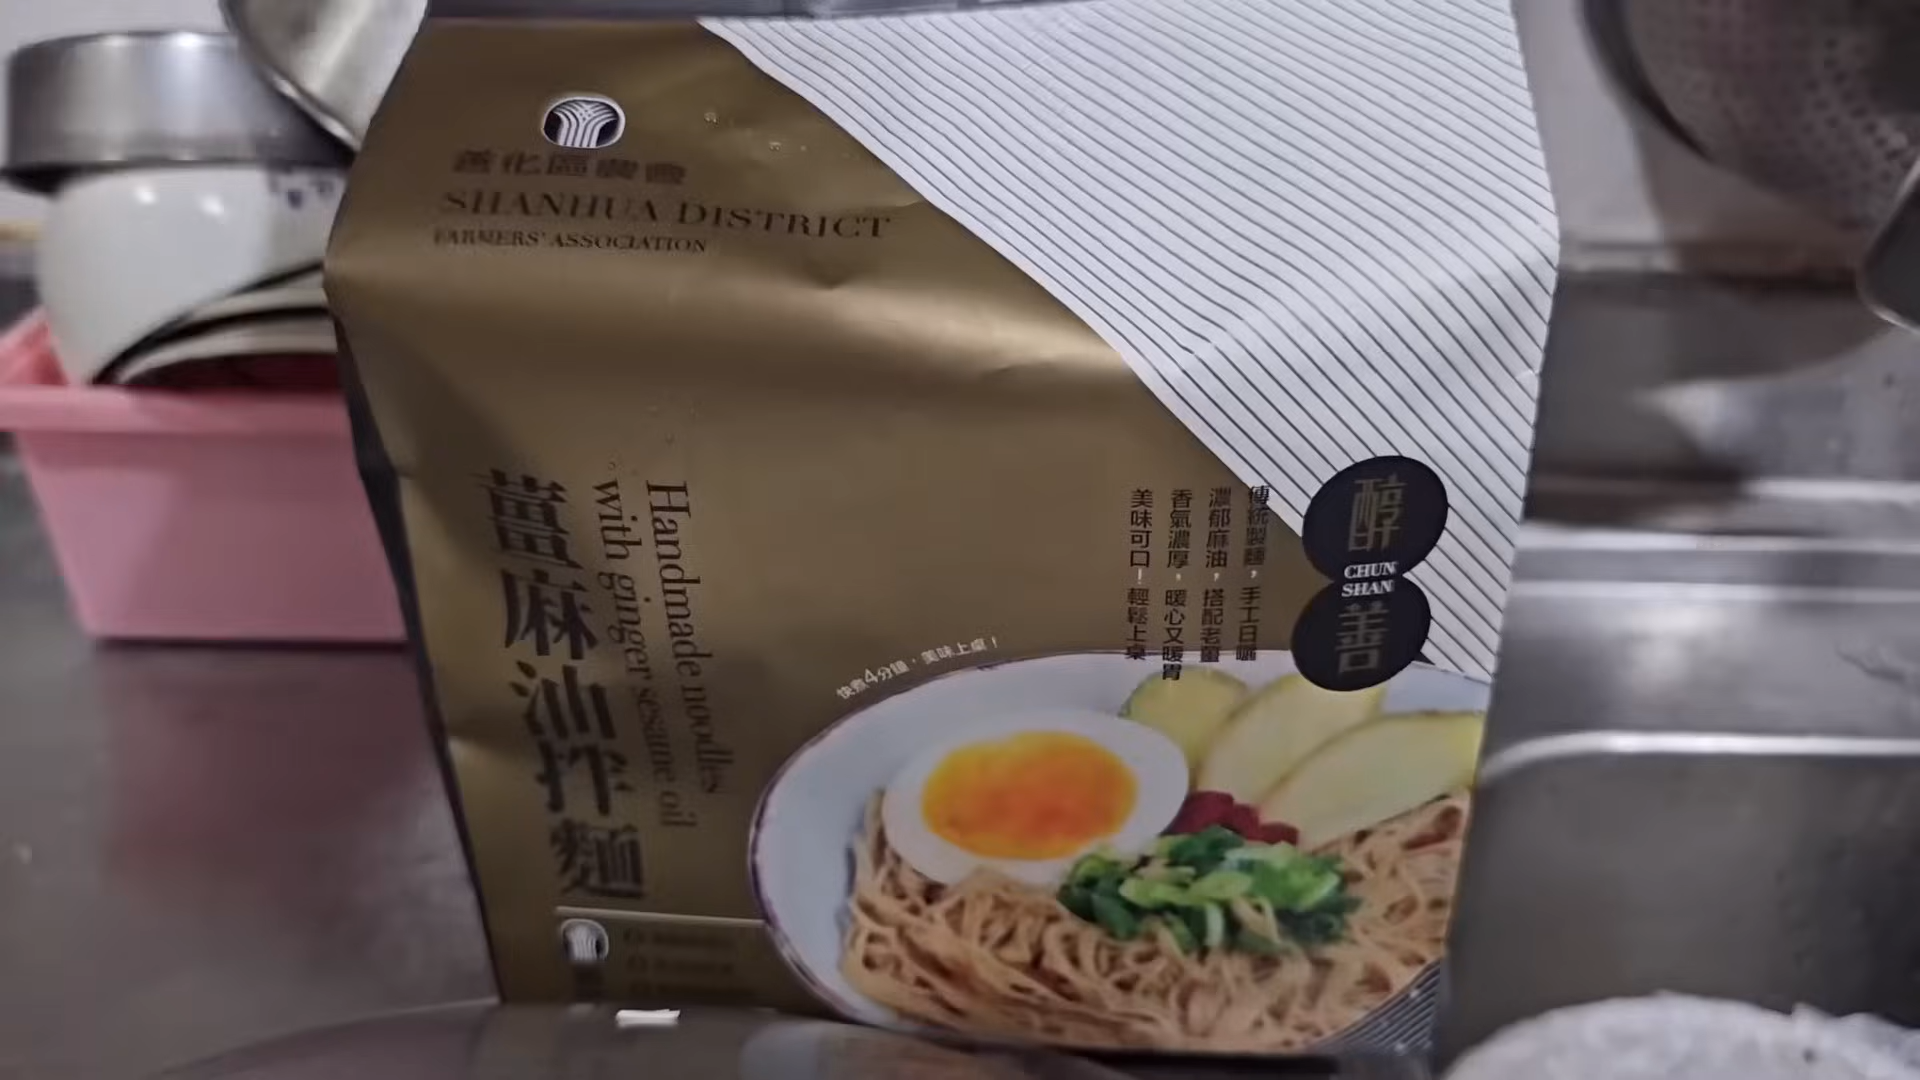 善化區農會
SHANHUA DISTRICT
FARMERS' ASSOCIATION
醇
CHUN
SHAN
善
傳統製麵，手工日曬
濃郁麻油，搭配老薑
香氣濃厚，暖心又暖胃
美味可口！輕鬆上桌
Handmade noodles
with ginger sesame oil
薑麻油拌麵
快煮4分鐘，美味上桌！